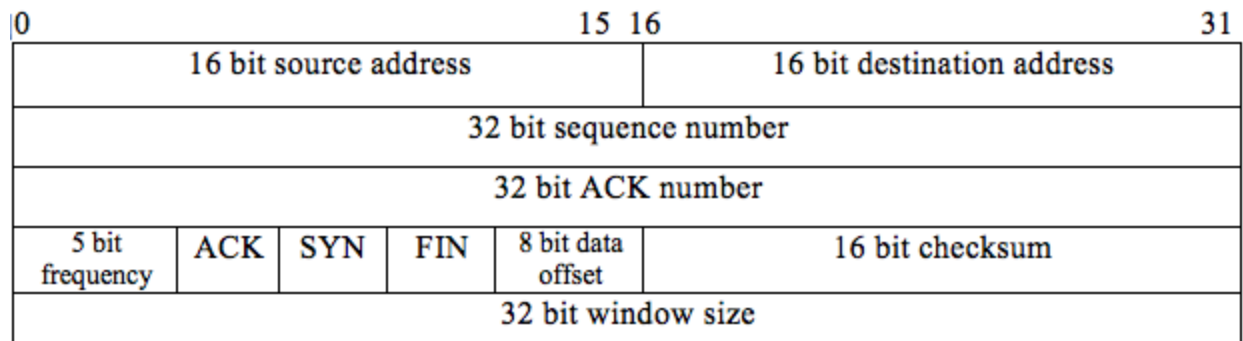 0 15 16 31
16 bit source address 16 bit destination address
32 bit sequence number
32 bit ACK number
5 bit frequency ACK SYN FIN 8 bit data offset 16 bit checksum
32 bit window size